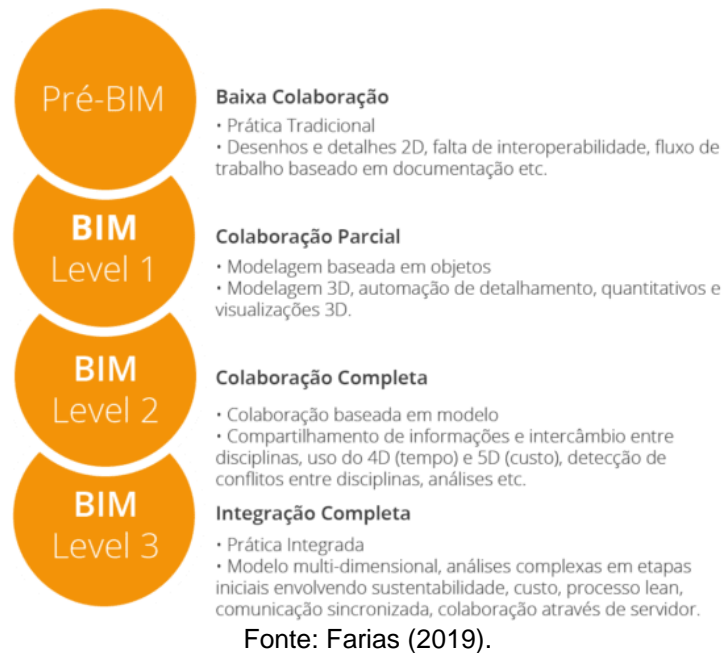 Pré-BIM
Baixa Colaboração
• Prática Tradicional
• Desenhos e detalhes 2D, falta de interoperabilidade, fluxo de
trabalho baseado em documentação etc.
BIM
Level 1
Colaboração Parcial
• Modelagem baseada em objetos
• Modelagem 3D, automação de detalhamento, quantitativos e
visualizações 3D.
BIM
Level 2
Colaboração Completa
• Colaboração baseada em modelo
• Compartilhamento de informações e intercâmbio entre
disciplinas, uso do 4D (tempo) e 5D (custo), detecção de
conflitos entre disciplinas, análises etc.
BIM
Level 3
Integração Completa
• Prática Integrada
• Modelo multi-dimensional, análises complexas em etapas
iniciais envolvendo sustentabilidade, custo, processo lean,
comunicação sincronizada, colaboração através de servidor.
Fonte: Farias (2019).